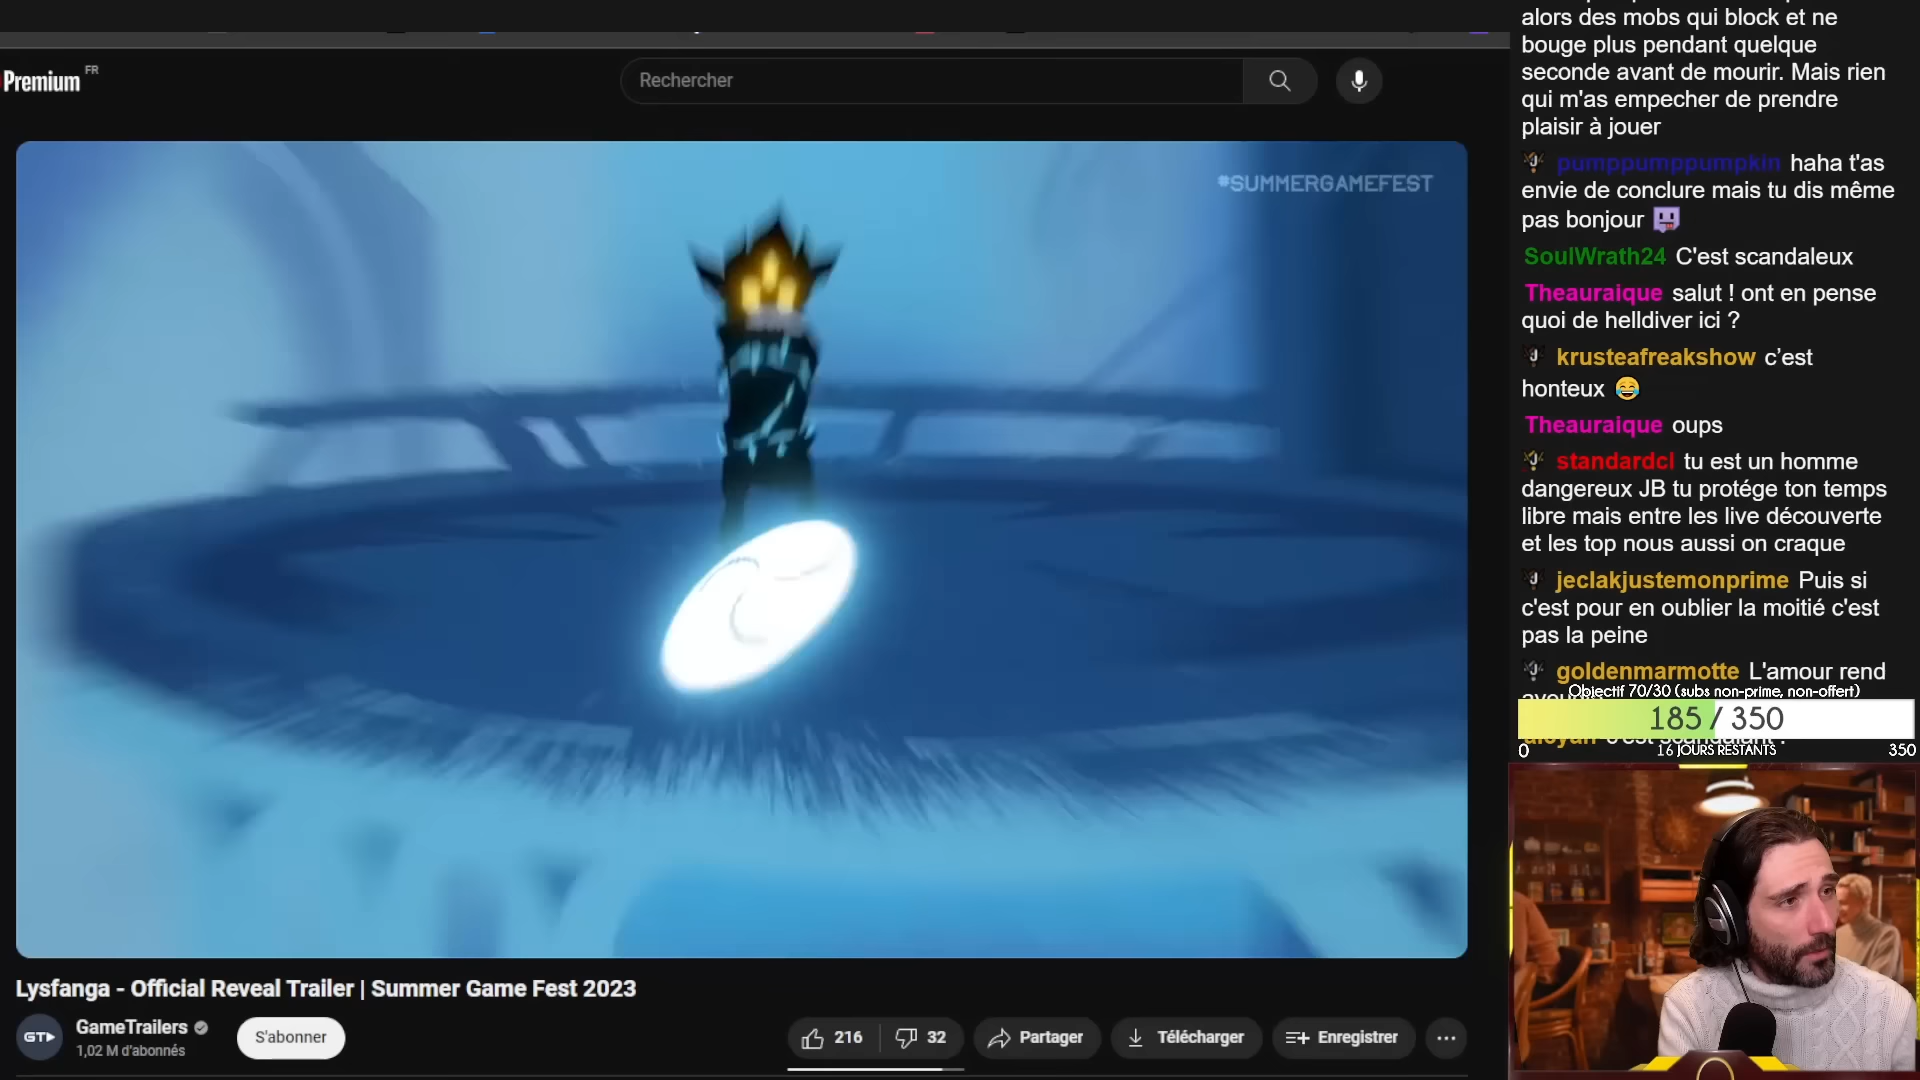 Premium FR
Rechercher
#SUMMERGAMEFEST
Lysfanga - Official Reveal Trailer | Summer Game Fest 2023
GT
GameTrailers
1,02 M d'abonnés
S'abonner
216
32
Partager
Télécharger
Enregistrer
alors des mobs qui block et ne
bouge plus pendant quelque
seconde avant de mourir. Mais rien
qui m'as empecher de prendre
plaisir à jouer
pumppumppumpkin haha t'as
envie de conclure mais tu dis même
pas bonjour
SoulWrath24 C'est scandaleux
Theauraique salut ! ont en pense
quoi de helldiver ici ?
krusteafreakshow c’est
honteux
Theauraique oups
standardcl tu est un homme
dangereux JB tu protége ton temps
libre mais entre les live découverte
et les top nous aussi on craque
jeclakjustemonprime Puis si
c'est pour en oublier la moitié c'est
pas la peine
goldenmarmotte L'amour rend
Objectif 70/30 (subs non-prime, non-offert)
185 / 350
0
16 JOURS RESTANTS
350